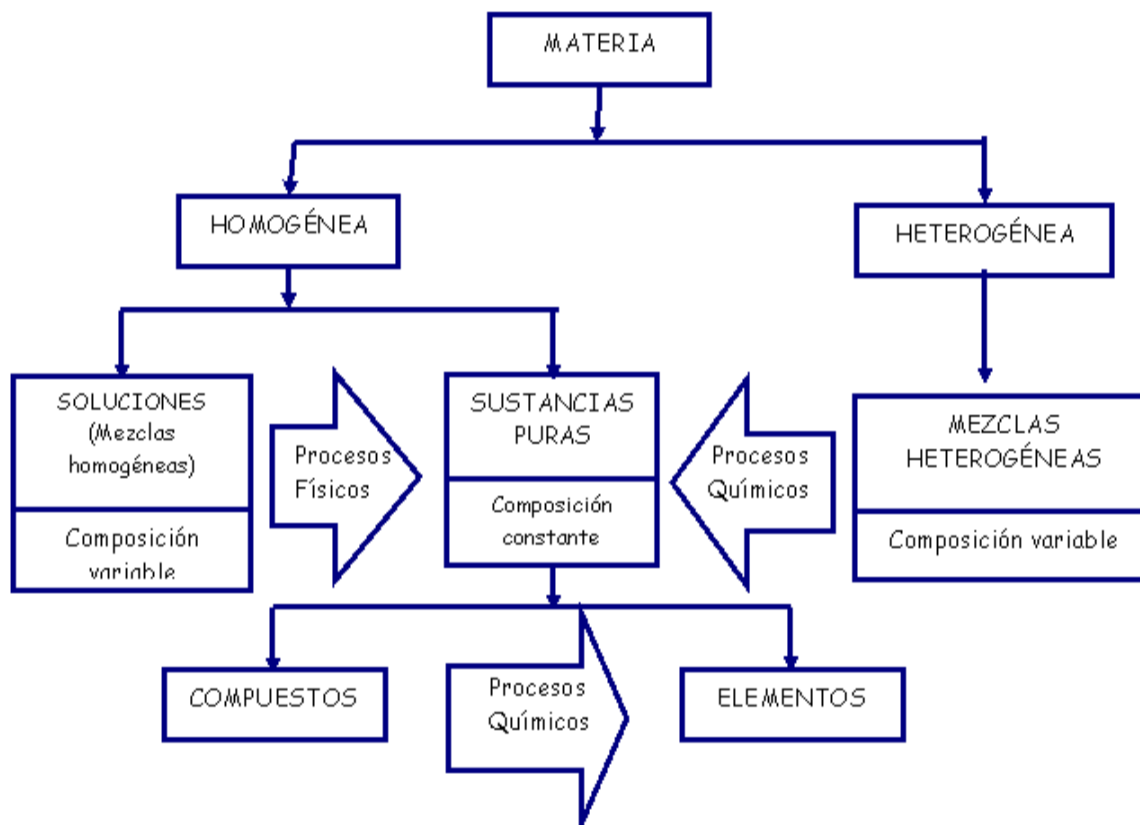 MATERIA
HOMOGÉNEA
HETEROGÉNEA
SOLUCIONES
(Mezclas
homogéneas)
Composición
variable
Procesos
Físicos
SUSTANCIAS
PURAS
Composición
constante
Procesos
Químicos
MEZCLAS
HETEROGÉNEAS
Composición variable
COMPUESTOS
Procesos
Químicos
ELEMENTOS